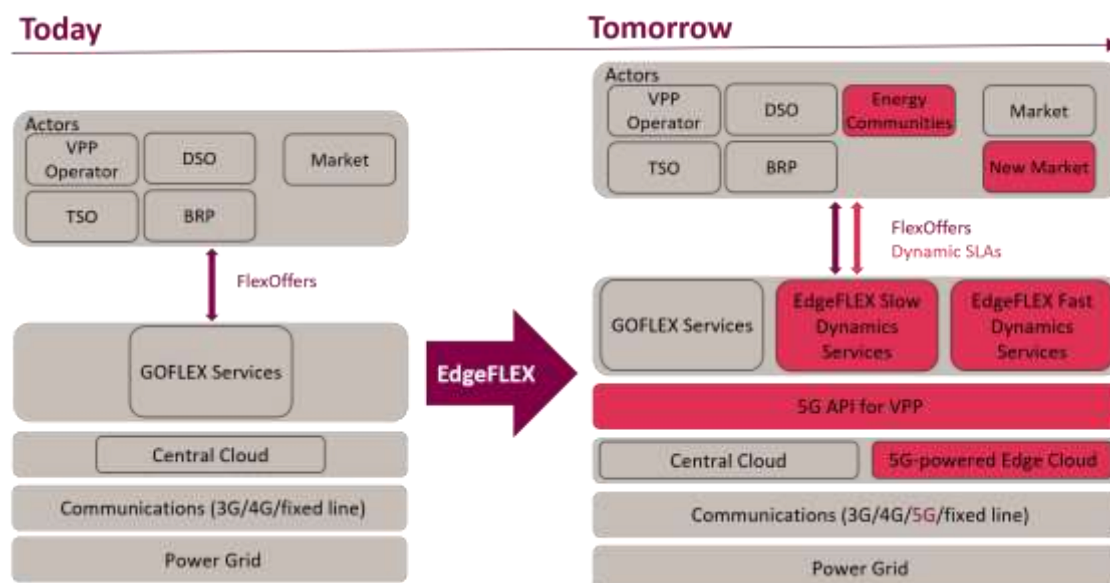 Today
Actors
VPP
Operator
DSO
Market
TSO
BRP
FlexOffers
GOFLEX Services
Central Cloud
Communications (3G/4G/fixed line)
Power Grid
EdgeFLEX
Tomorrow
Actors
VPP
Operator
DSO
Energy
Communities
Market
TSO
BRP
New Market
FlexOffers
Dynamic SLAs
GOFLEX Services
EdgeFLEX Slow
Dynamics
Services
EdgeFLEX Fast
Dynamics
Services
5G API for VPP
Central Cloud
5G-powered Edge Cloud
Communications (3G/4G/5G/fixed line)
Power Grid